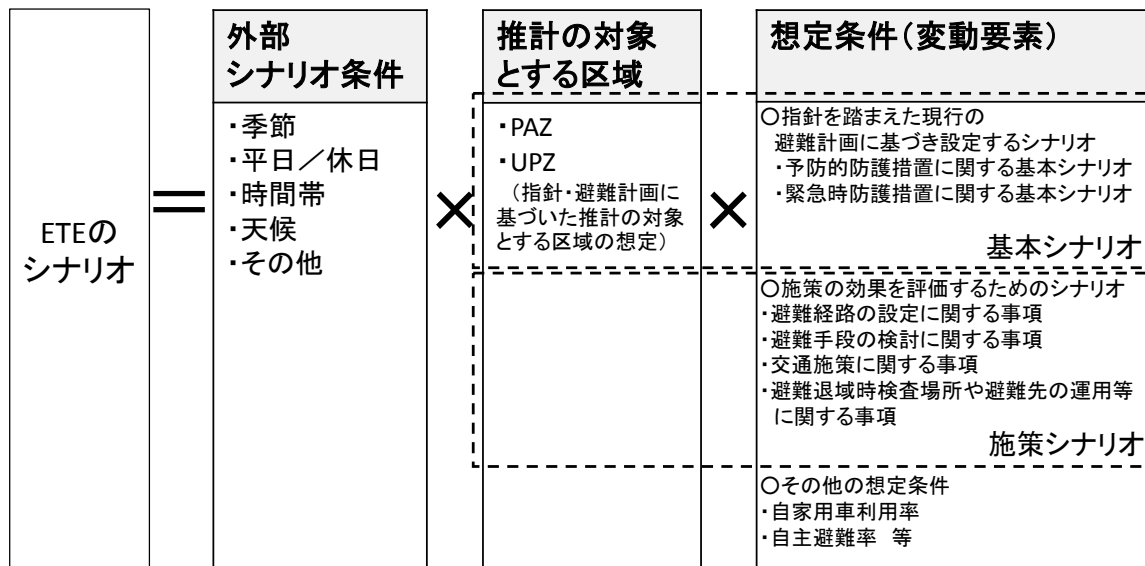 ETEの
シナリオ
＝
外部
シナリオ条件
・季節
・平日／休日
・時間帯
・天候
・その他
×
推計の対象
とする区域
・PAZ
・UPZ
（指針・避難計画に
基づいた推計の対象
とする区域の想定）
×
想定条件（変動要素）
○指針を踏まえた現行の
避難計画に基づき設定するシナリオ
・予防的防護措置に関する基本シナリオ
・緊急時防護措置に関する基本シナリオ
基本シナリオ
○施策の効果を評価するためのシナリオ
・避難経路の設定に関する事項
・避難手段の検討に関する事項
・交通施策に関する事項
・避難退域時検査場所や避難先の運用等
に関する事項
施策シナリオ
○その他の想定条件
・自家用車利用率
・自主避難率　等